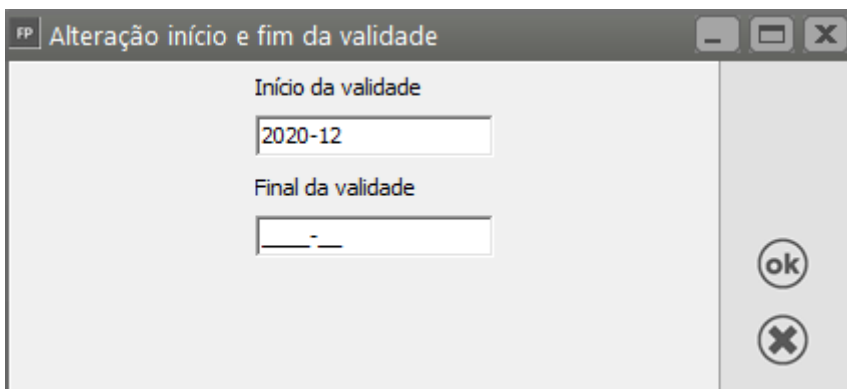 FP Alteração início e fim da validade
Início da validade
2020-12
Final da validade
____-__
ok